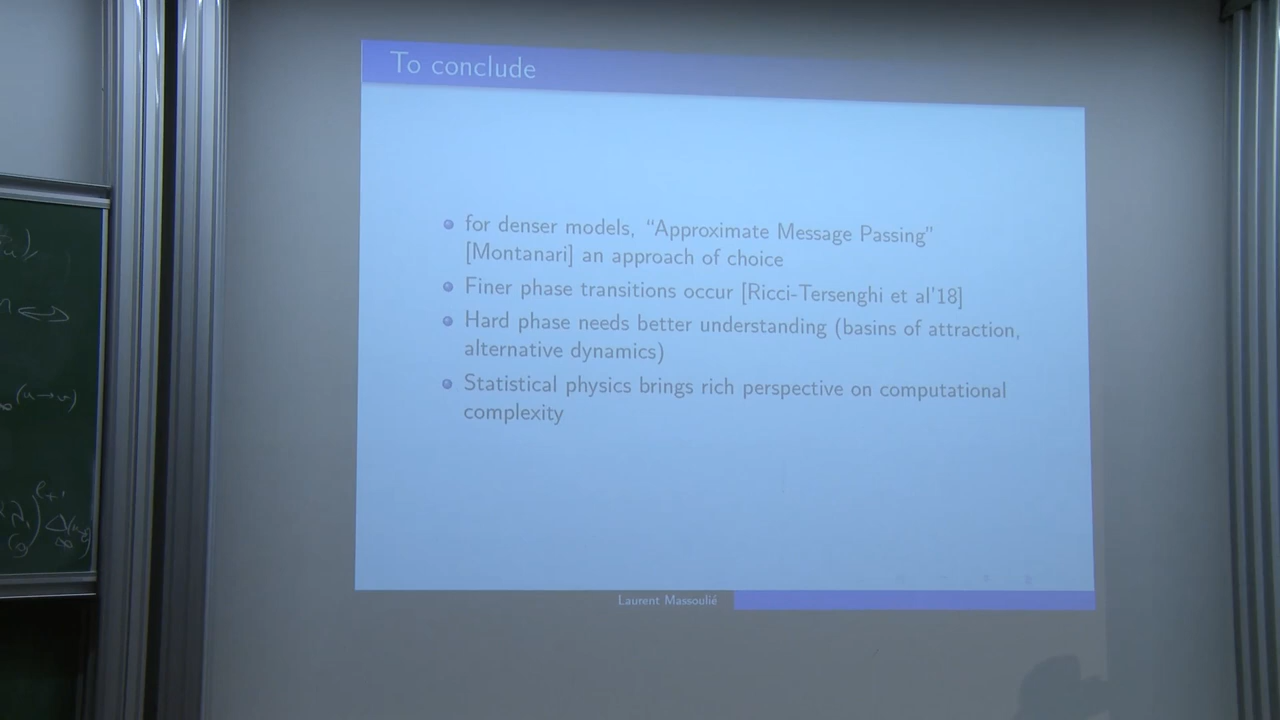 To conclude
for denser models, “Approximate Message Passing”
[Montanari] an approach of choice
Finer phase transitions occur [Ricci-Tersenghi et al'18]
Hard phase needs better understanding (basins of attraction,
alternative dynamics)
Statistical physics brings rich perspective on computational
complexity
Laurent Massoulié